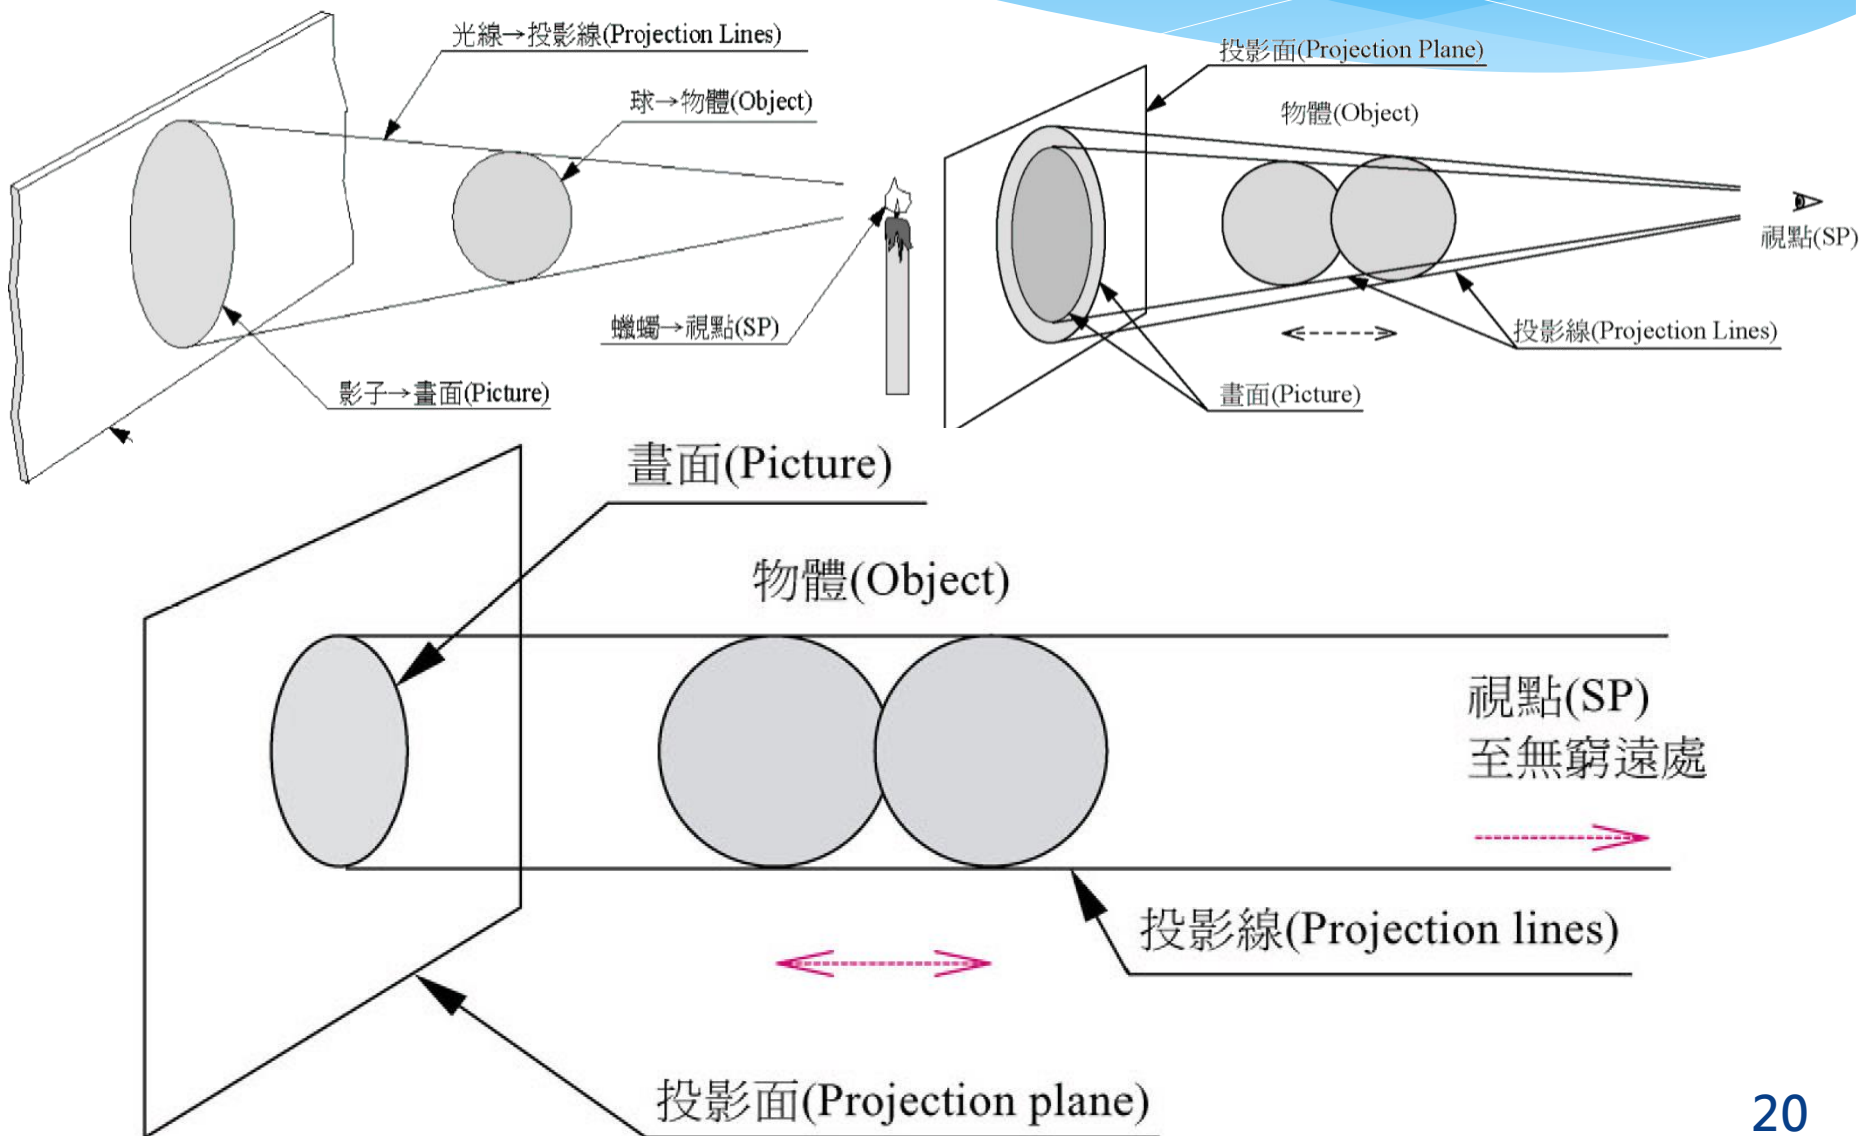 光線→投影線(Projection Lines)
球→物體(Object)
蠟蠋→視點(SP)
影子→畫面(Picture)
投影面(Projection Plane)
物體(Object)
視點(SP)
投影線(Projection Lines)
畫面(Picture)
畫面(Picture)
物體(Object)
視點(SP)
至無窮遠處
投影線(Projection lines)
投影面(Projection plane)
20